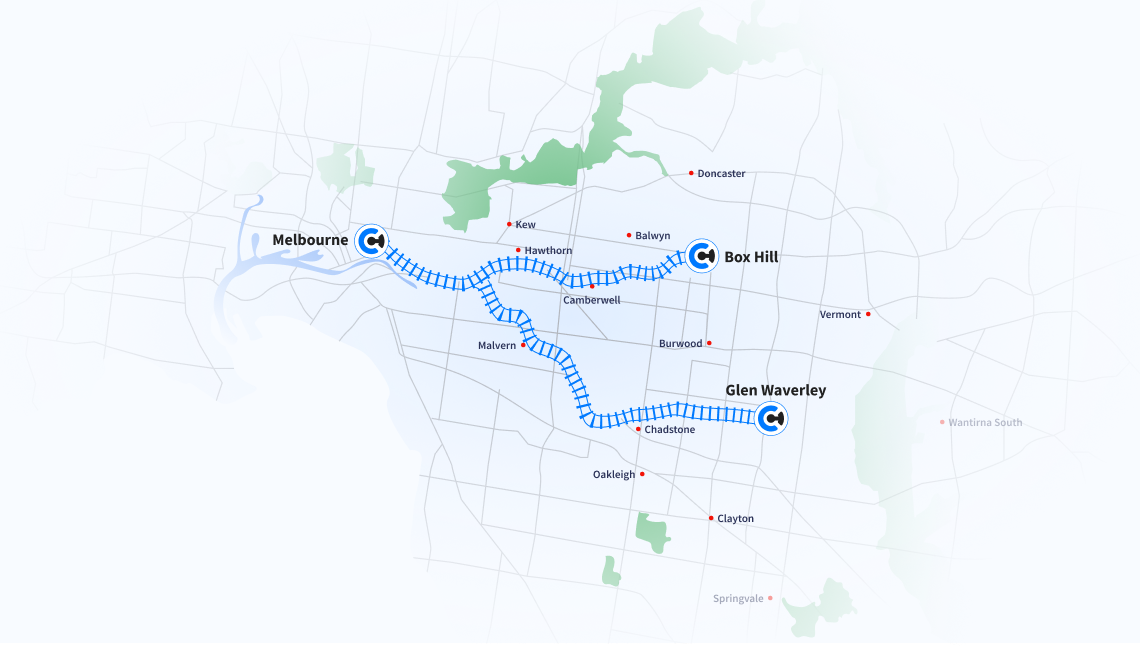 Doncaster
Kew
Balwyn
Melbourne
Hawthorn
Box Hill
Camberwell
Vermont
Malvern
Burwood
Glen Waverley
Wantirna South
Chadstone
Oakleigh
Clayton
Springvale